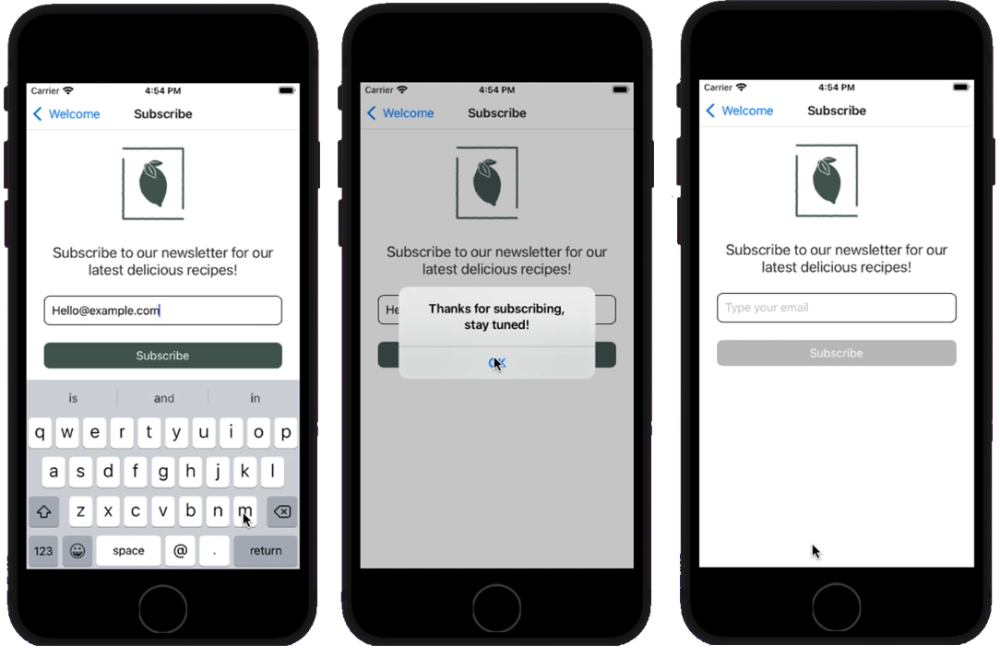 Carrier 4:54 PM
Welcome Subscribe
Subscribe to our newsletter for our
latest delicious recipes!
Hello@example.com
Subscribe
is and in
q w e r t y u i o p
a s d f g h j k l
z x c v b n m
123 space @ . return
Carrier 4:54 PM
Welcome Subscribe
Subscribe to our newsletter for our
latest delicious recipes!
He
Thanks for subscribing,
stay tuned!
OK
Carrier 4:54 PM
Welcome Subscribe
Subscribe to our newsletter for our
latest delicious recipes!
Type your email
Subscribe